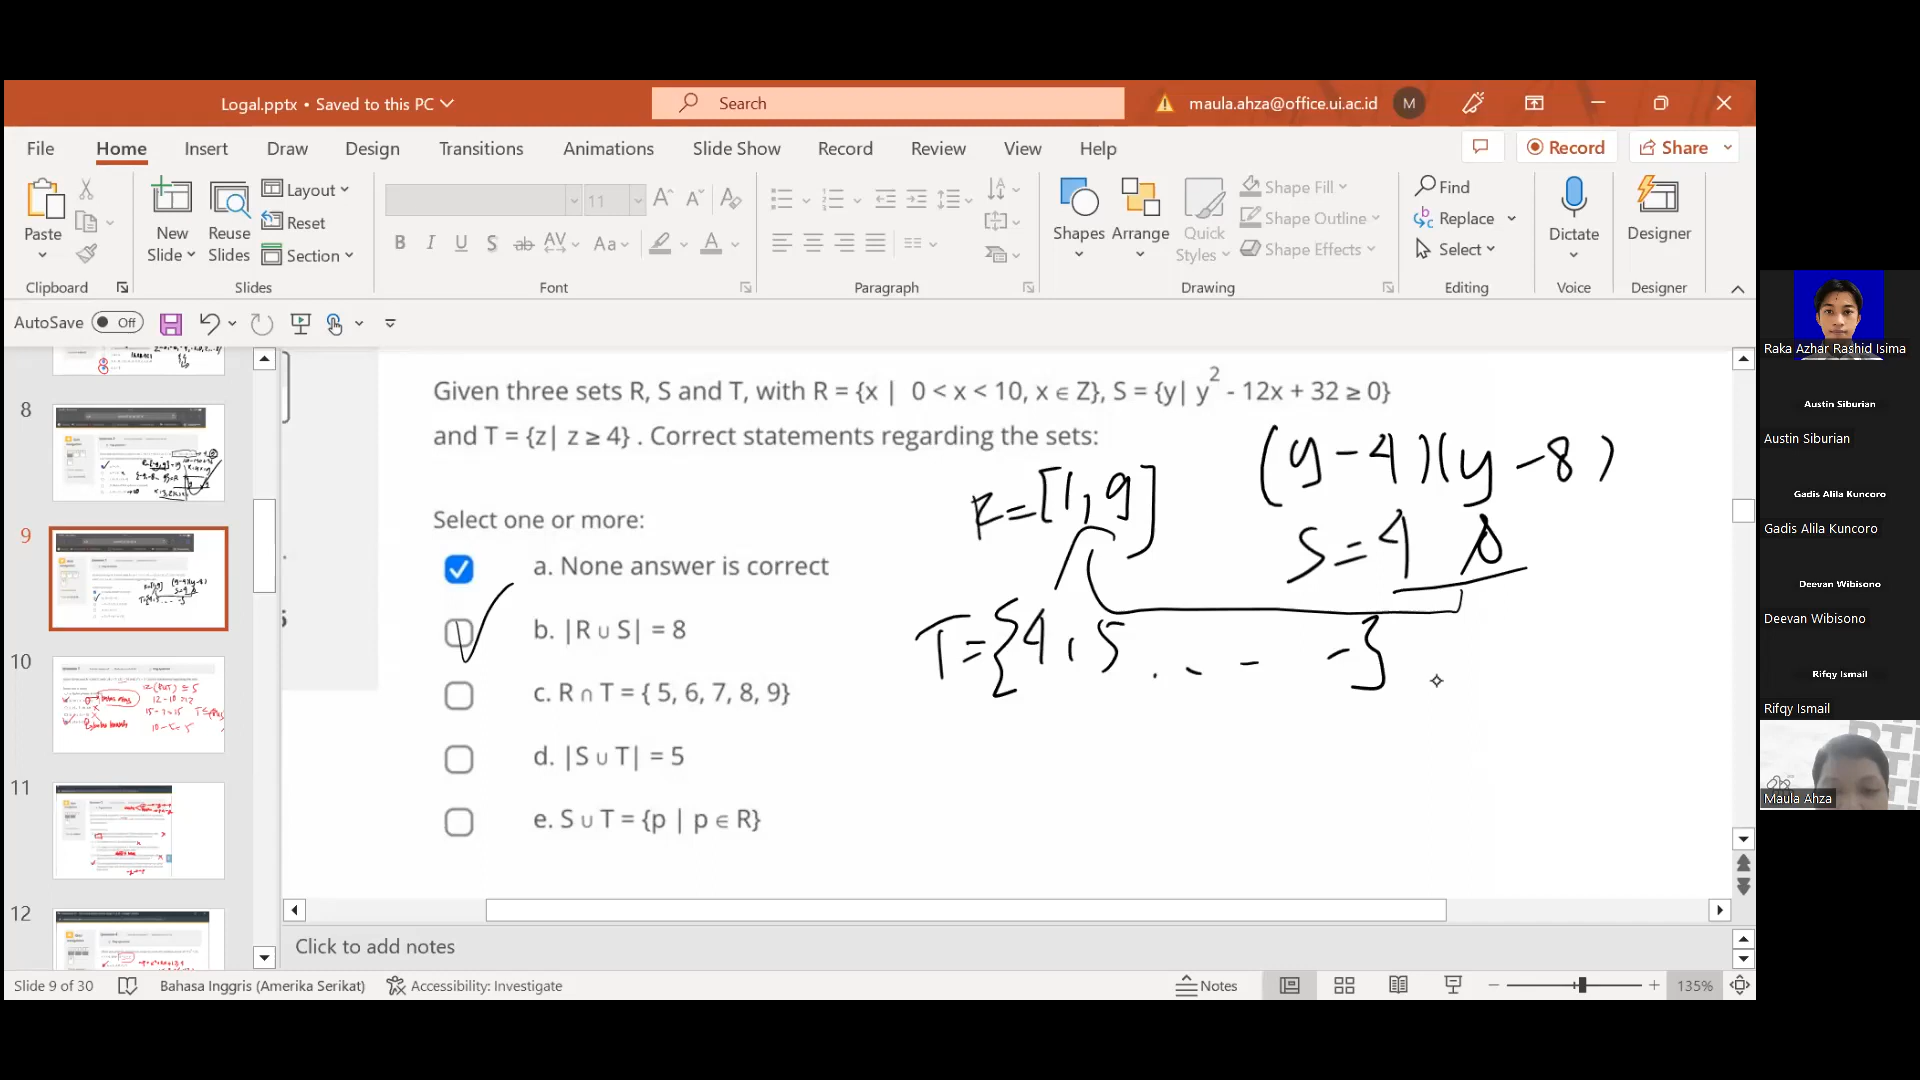 Logal.pptx • Saved to this PC
Search
maula.ahza@office.ui.ac.id
M
File Home Insert Draw Design Transitions Animations Slide Show Record Review View Help
Record
Share
Paste
New Slide
Reuse Slides
Layout
Reset
Section
11
B I U S ab AV Aa A
Shapes
Arrange
Quick Styles
Shape Fill
Shape Outline
Shape Effects
Find
Replace
Select
Dictate
Designer
Clipboard Slides Font Paragraph Drawing Editing Voice Designer
AutoSave Off
8
9
10
11
12
Given three sets R, S and T, with R = {x | 0 < x < 10, x ∈ Z}, S = {y| y² - 12x + 32 ≥ 0}
and T = {z| z ≥ 4} . Correct statements regarding the sets:
(y-4)(y-8)
R=[1,9]
S=4 8
T={4,5 . . - -}
Select one or more:
a. None answer is correct
b. |R ∪ S| = 8
c. R ∩ T = { 5, 6, 7, 8, 9}
d. |S ∪ T| = 5
e. S ∪ T = {p | p ∈ R}
Click to add notes
Slide 9 of 30
Bahasa Inggris (Amerika Serikat)
Accessibility: Investigate
Notes
135%
Raka Azhar Rashid Isima
Austin Siburian
Austin Siburian
Gadis Alila Kuncoro
Gadis Alila Kuncoro
Deevan Wibisono
Deevan Wibisono
Rifqy Ismail
Rifqy Ismail
Maula Ahza